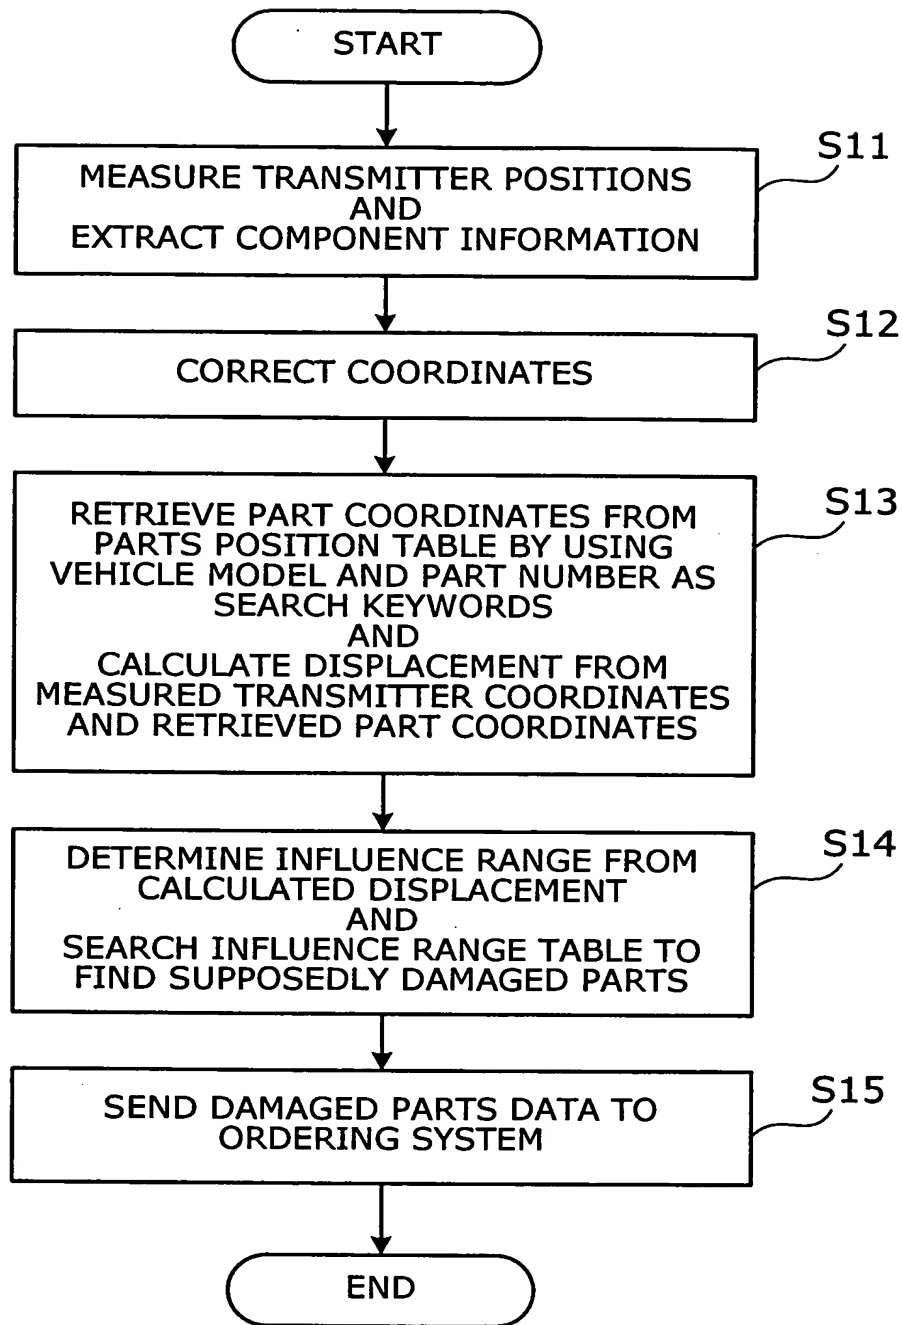 START
S11
MEASURE TRANSMITTER POSITIONS
AND
EXTRACT COMPONENT INFORMATION
S12
CORRECT COORDINATES
S13
RETRIEVE PART COORDINATES FROM
PARTS POSITION TABLE BY USING
VEHICLE MODEL AND PART NUMBER AS
SEARCH KEYWORDS
AND
CALCULATE DISPLACEMENT FROM
MEASURED TRANSMITTER COORDINATES
AND RETRIEVED PART COORDINATES
S14
DETERMINE INFLUENCE RANGE FROM
CALCULATED DISPLACEMENT
AND
SEARCH INFLUENCE RANGE TABLE TO
FIND SUPPOSEDLY DAMAGED PARTS
S15
SEND DAMAGED PARTS DATA TO
ORDERING SYSTEM
END